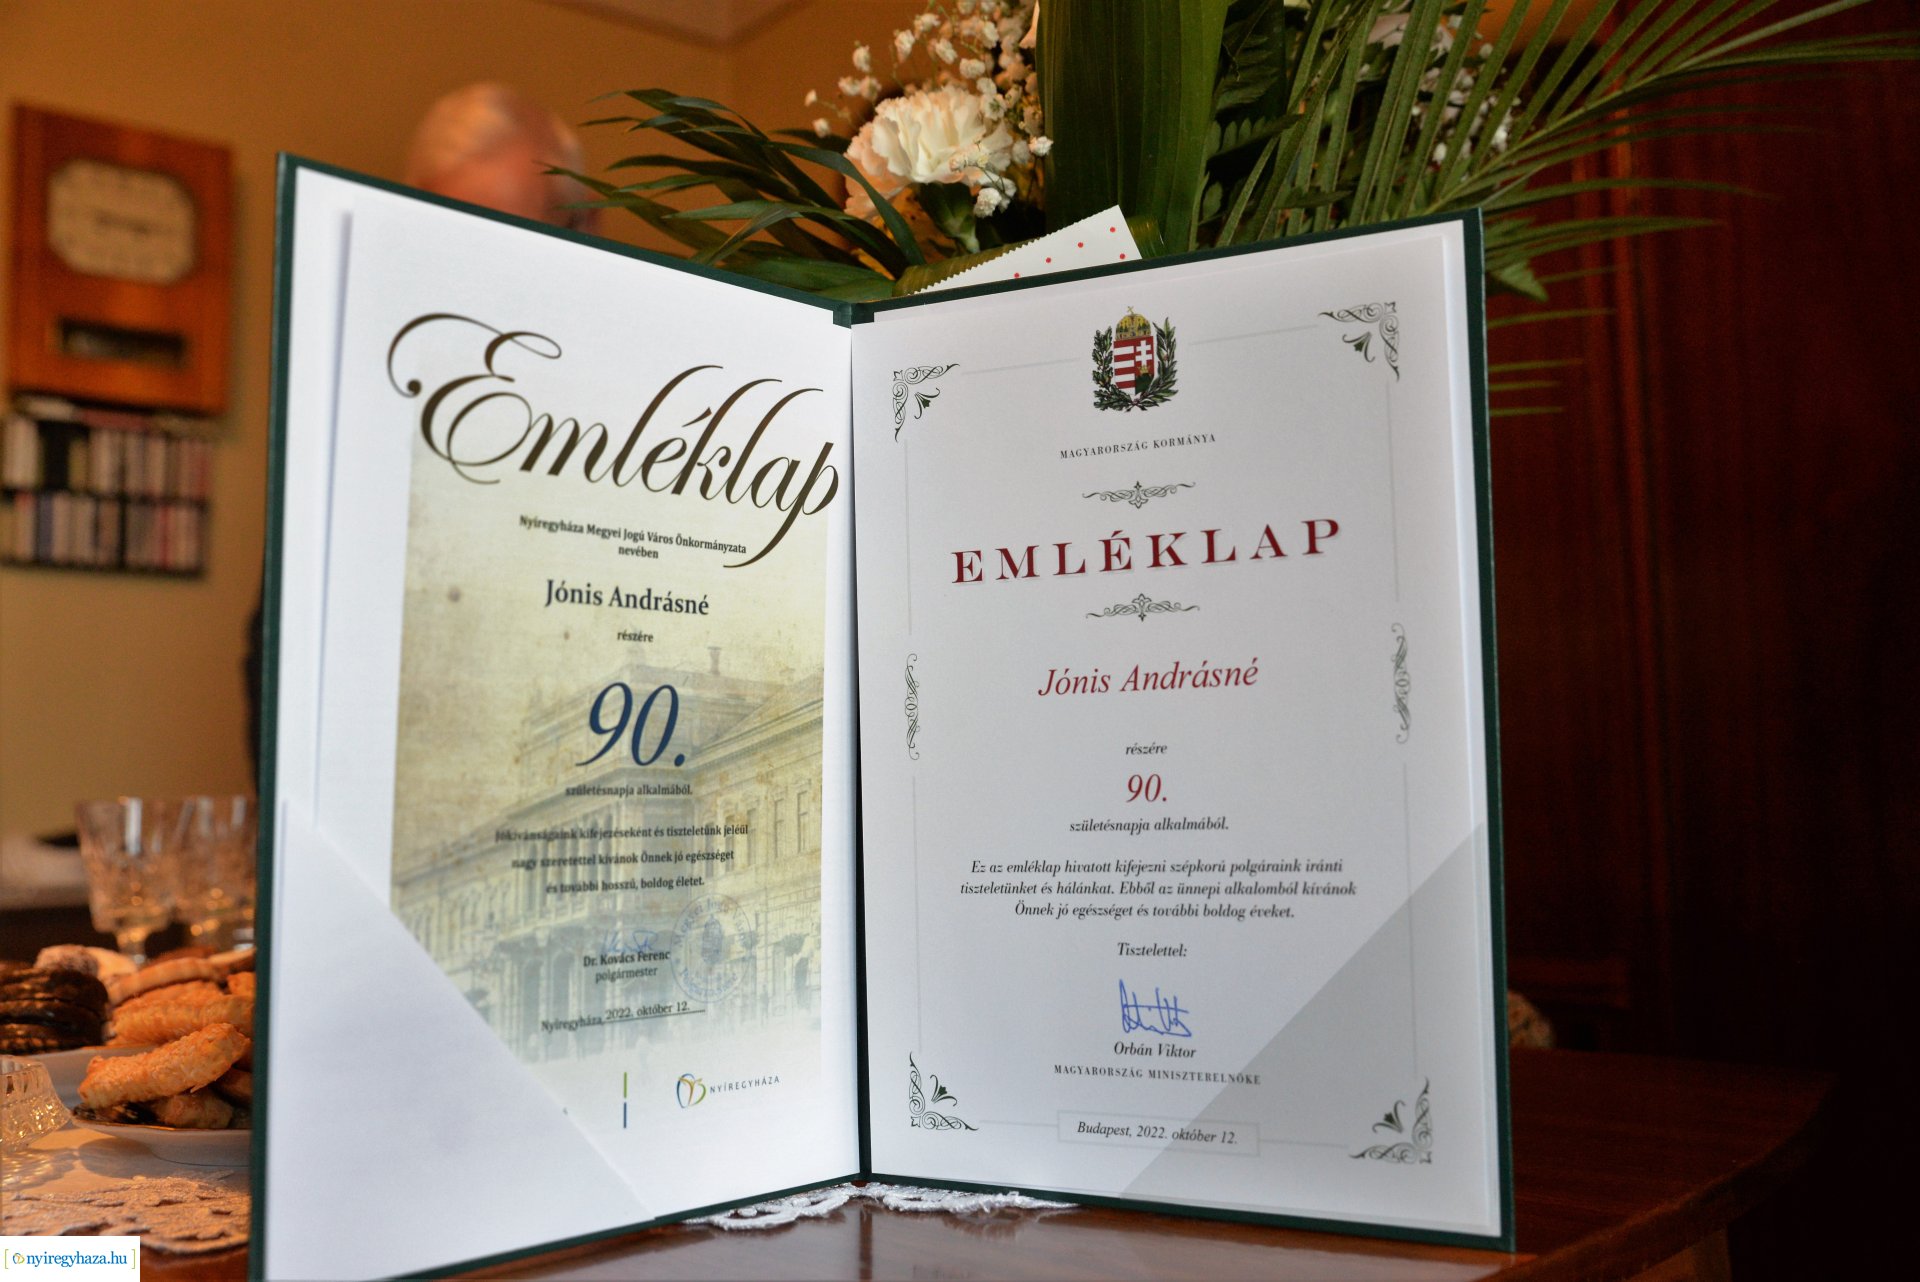 Emléklap
Nyíregyháza Megyei Jogú Város Önkormányzata
nevében
Jónis Andrásné
részére
90.
születésnapja alkalmából.
Jókívánságaink kifejezéseként és tiszteletünk jeléül
nagy szeretettel kívánok Önnek jó egészséget
és további hosszú, boldog életet.
Dr. Kovács Ferenc
polgármester
Nyíregyháza, 2022. október 12.
NYÍREGYHÁZA
MAGYARORSZÁG KORMÁNYA
EMLÉKLAP
Jónis Andrásné
részére
90.
születésnapja alkalmából.
Ez az emléklap hivatott kifejezni szépkorú polgáraink iránti
tiszteletünket és hálánkat. Ebből az ünnepi alkalomból kívánok
Önnek jó egészséget és további boldog éveket.
Tisztelettel:
Orbán Viktor
MAGYARORSZÁG MINISZTERELNÖKE
Budapest, 2022. október 12.
[nyiregyhaza.hu]